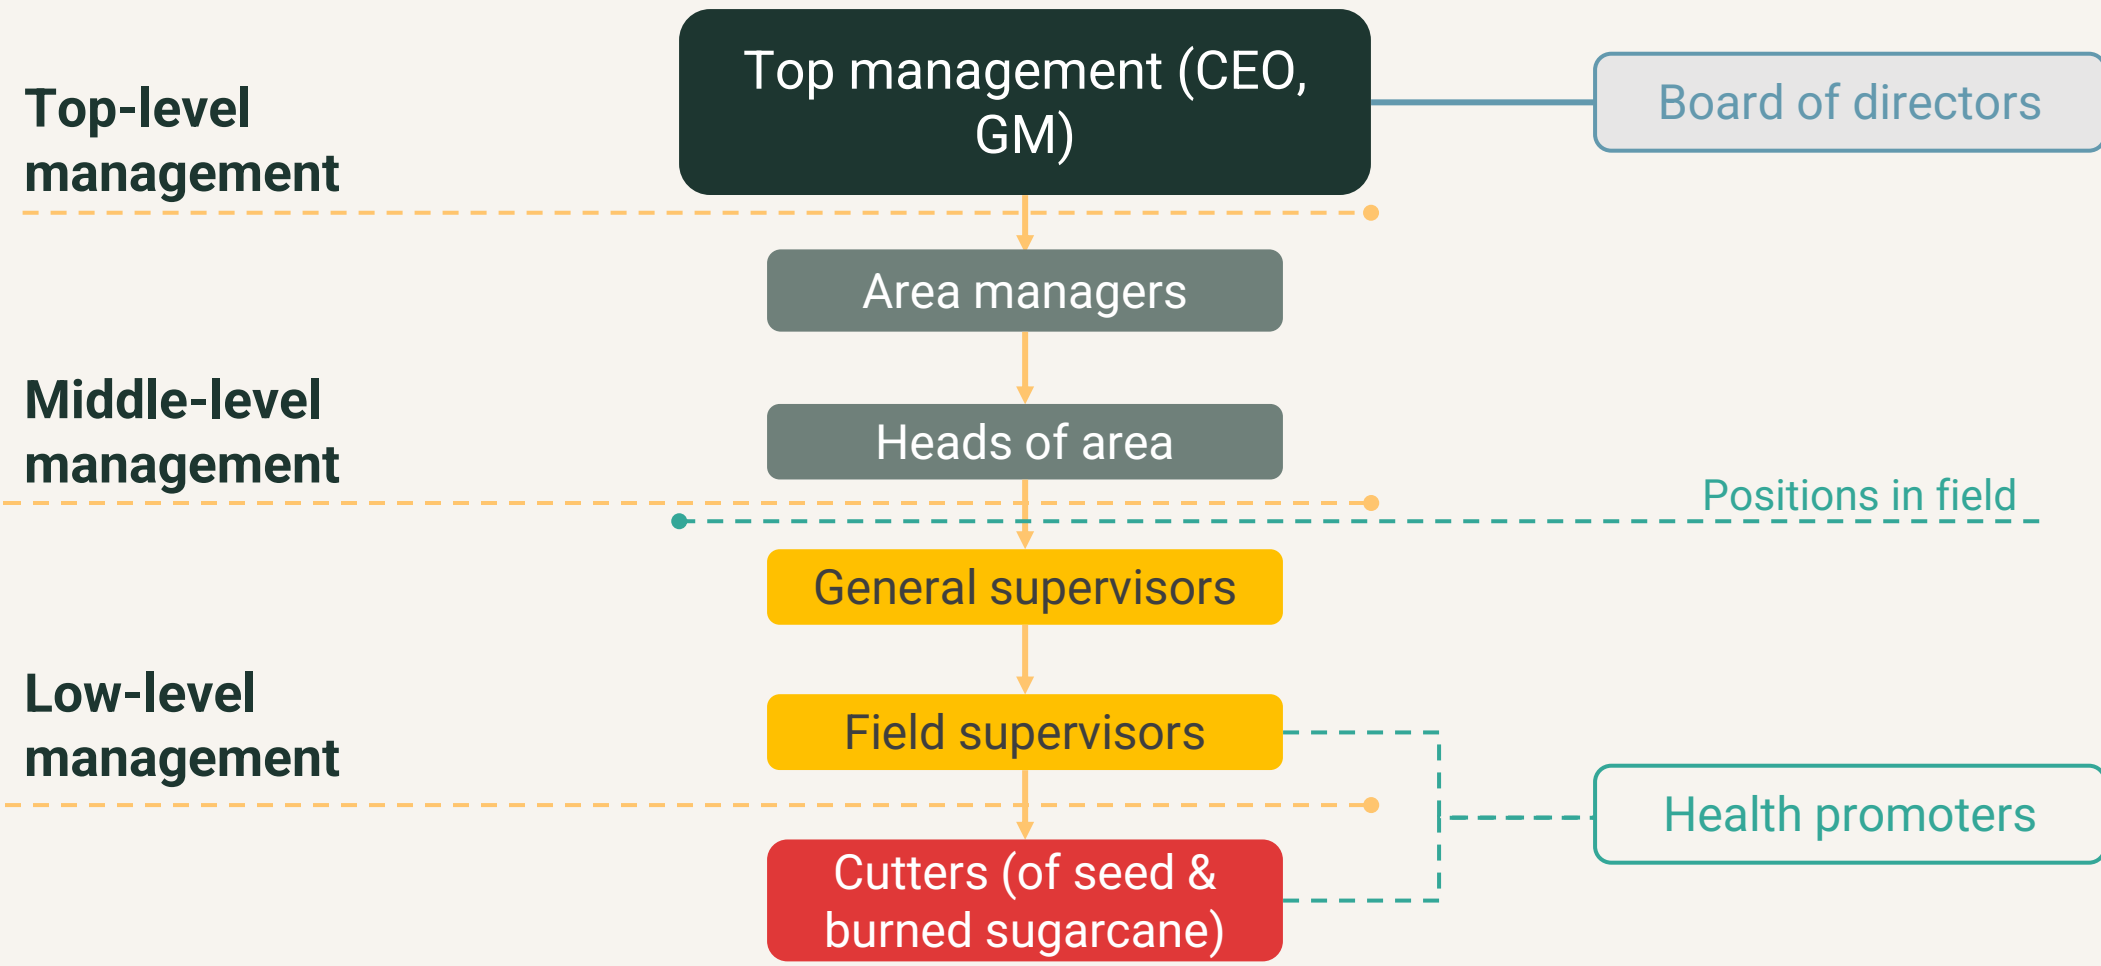 Top management (CEO,
GM)
Board of directors
Top-level
management
Area managers
Middle-level
management
Heads of area
Positions in field
General supervisors
Low-level
management
Field supervisors
Health promoters
Cutters (of seed &
burned sugarcane)